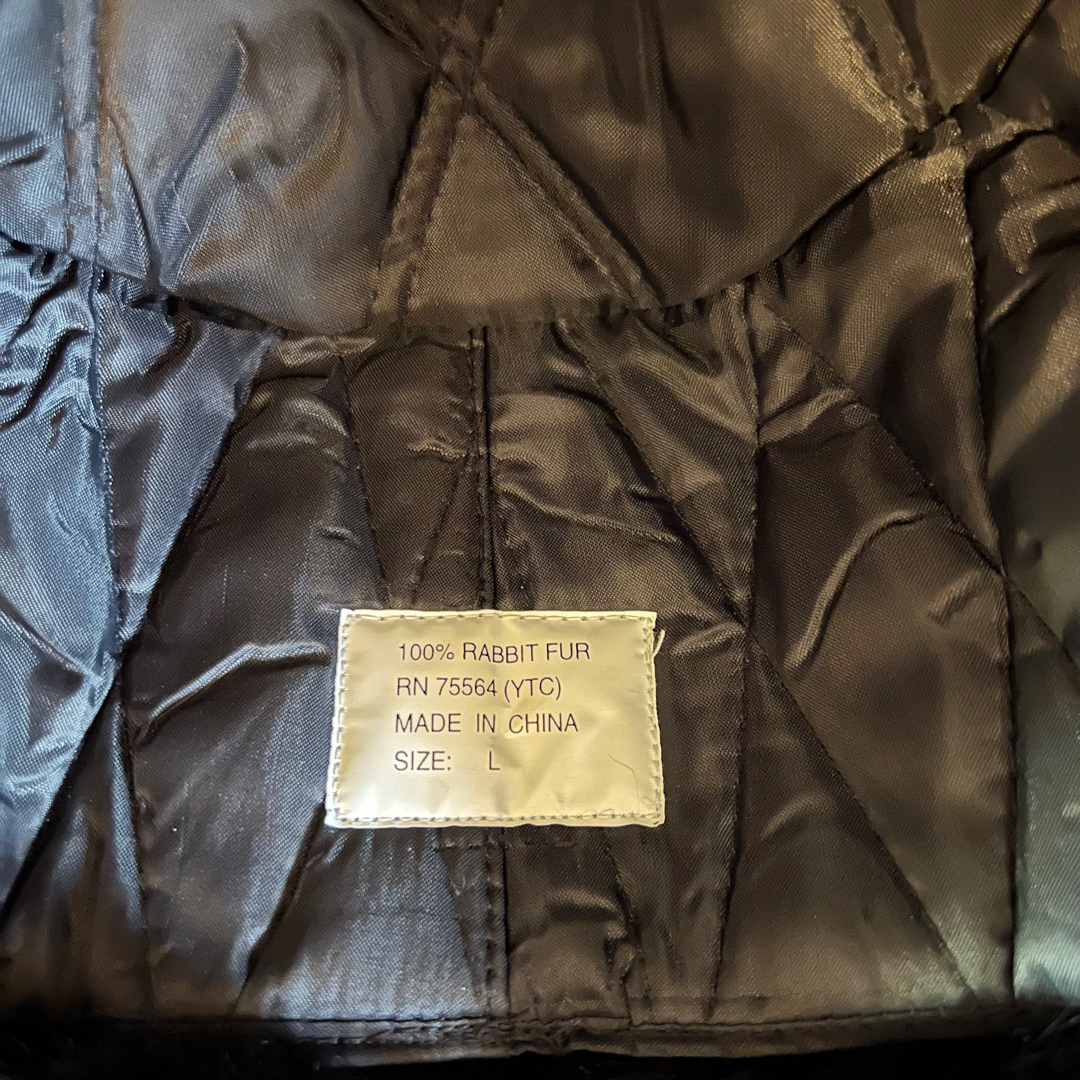 100% RABBIT FUR
RN 75564 (YTC)
MADE IN CHINA
SIZE: L